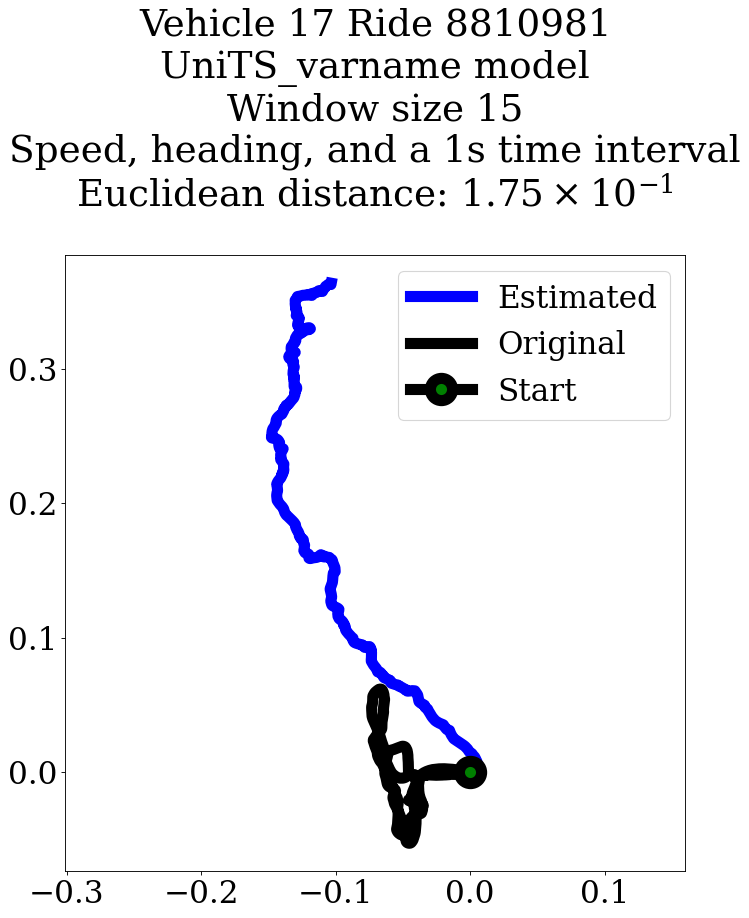 Vehicle 17 Ride 8810981
UniTS_varname model
Window size 15
Speed, heading, and a 1s time interval
Euclidean distance: 1.75 × 10⁻¹
Estimated
Original
Start
0.3
0.2
0.1
0.0
−0.3 −0.2 −0.1 0.0 0.1